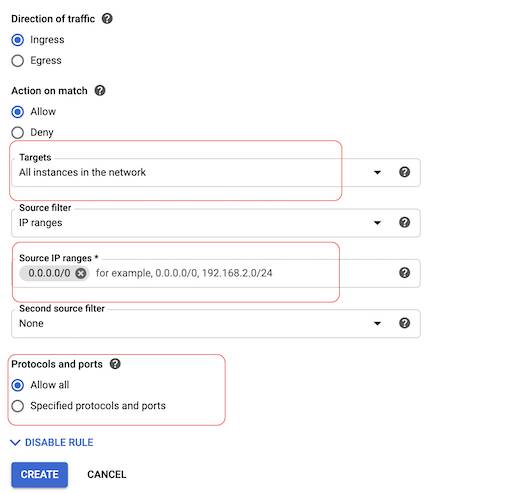 Direction of traffic ?
Ingress
Egress
Action on match ?
Allow
Deny
Targets
All instances in the network ?
Source filter
IP ranges ?
Source IP ranges *
0.0.0.0/0 for example, 0.0.0.0/0, 192.168.2.0/24 ?
Second source filter
None ?
Protocols and ports ?
Allow all
Specified protocols and ports
DISABLE RULE
CREATE CANCEL